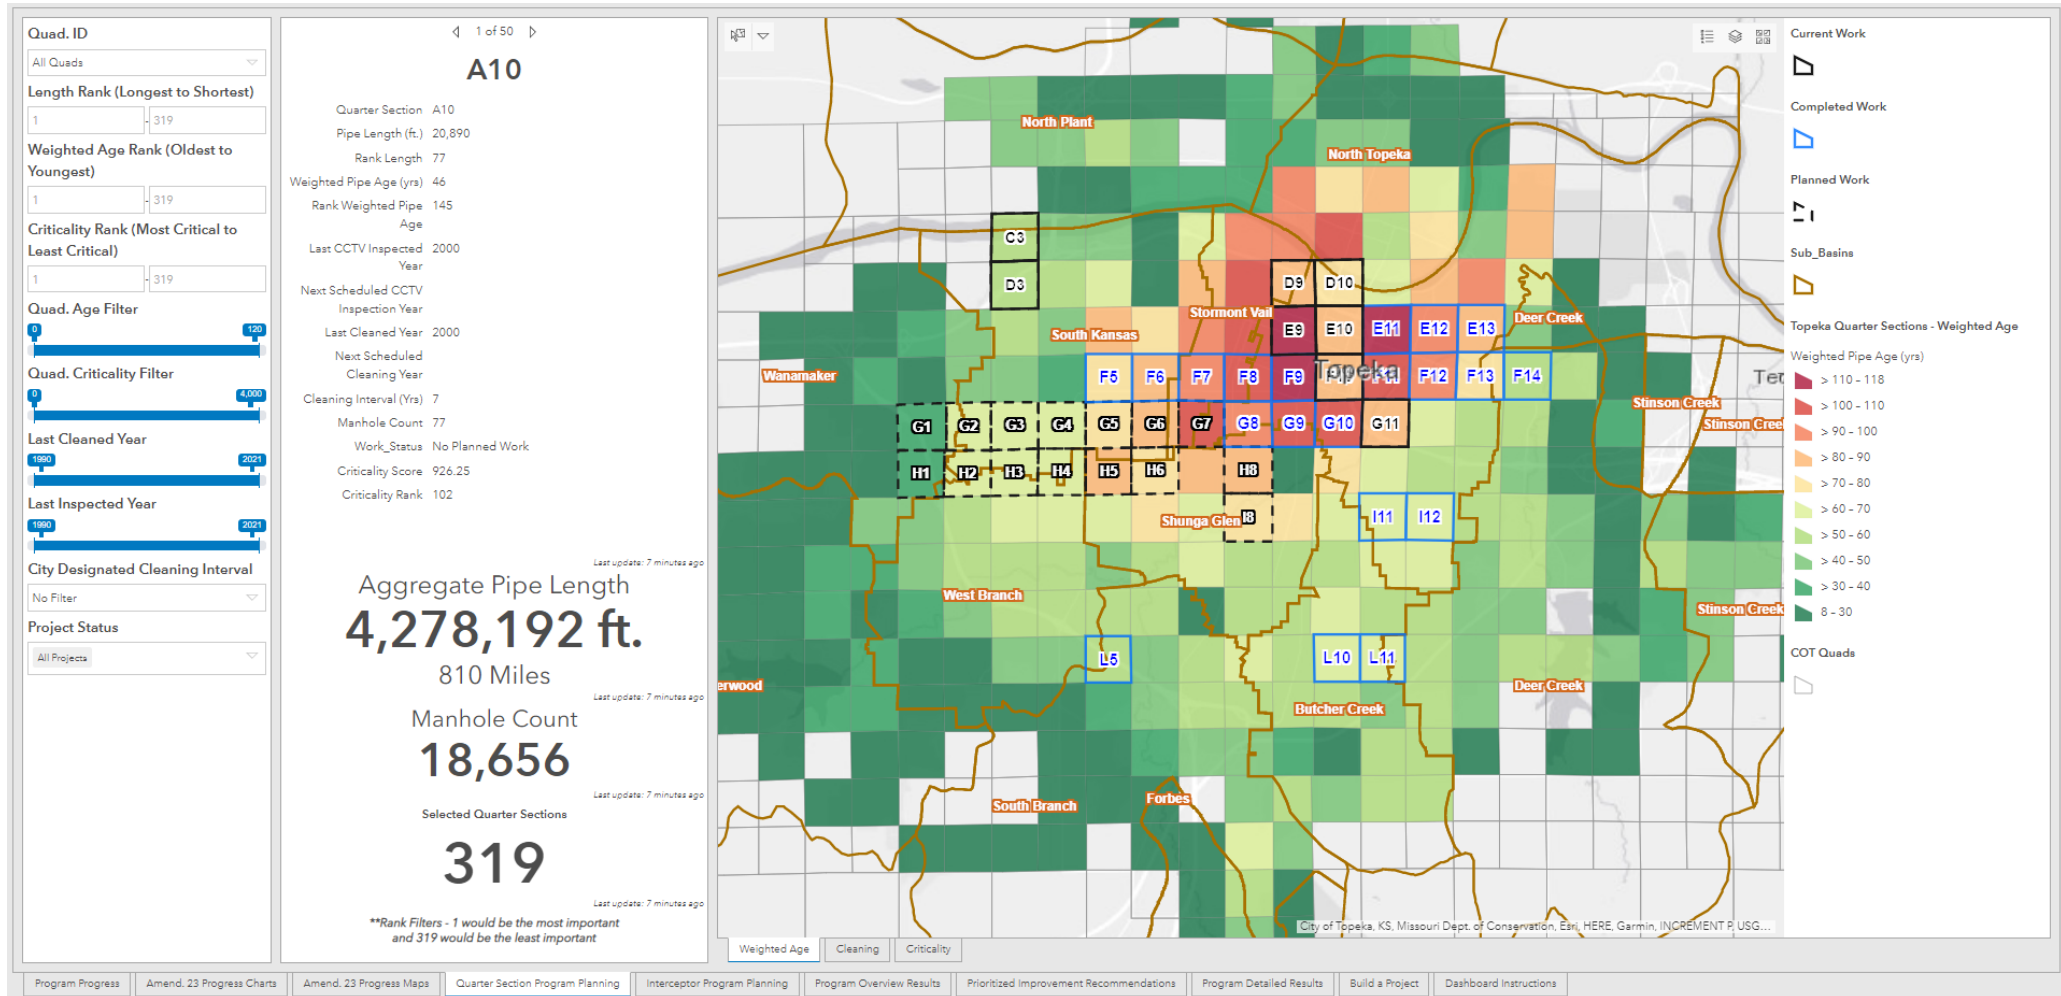 Quad. ID
All Quads
Length Rank (Longest to Shortest)
1 - 319
Weighted Age Rank (Oldest to
Youngest)
1 - 319
Criticality Rank (Most Critical to
Least Critical)
1 - 319
Quad. Age Filter
0 120
Quad. Criticality Filter
0 4,000
Last Cleaned Year
1990 2021
Last Inspected Year
1990 2021
City Designated Cleaning Interval
No Filter
Project Status
All Projects
1 of 50
A10
Quarter Section A10
Pipe Length (ft.) 20,890
Rank Length 77
Weighted Pipe Age (yrs) 46
Rank Weighted Pipe 145
Age
Last CCTV Inspected 2000
Year
Next Scheduled CCTV
Inspection Year
Last Cleaned Year 2000
Next Scheduled
Cleaning Year
Cleaning Interval (Yrs) 7
Manhole Count 77
Work_Status No Planned Work
Criticality Score 926.25
Criticality Rank 102
Last update: 7 minutes ago
Aggregate Pipe Length
4,278,192 ft.
810 Miles
Last update: 7 minutes ago
Manhole Count
18,656
Last update: 7 minutes ago
Selected Quarter Sections
319
Last update: 7 minutes ago
**Rank Filters - 1 would be the most important
and 319 would be the least important
North Plant
North Topeka
C3
D3 D9 D10
Stormont Vail Deer Creek
South Kansas E9 E10 E11 E12 E13
Wanamaker
Topeka
F5 F6 F7 F8 F9 F12 F13 F14
Stinson Creek
G1 G2 G3 G4 G5 G6 G7 G8 G9 G10 G11
H1 H2 H3 H4 H5 H6 H8
Shunga Glen I8 I11 I12
West Branch
Stinson Creek
L5 L10 L11
erwood
Deer Creek
Butcher Creek
South Branch
Forbes
City of Topeka, KS, Missouri Dept. of Conservation, Esri, HERE, Garmin, INCREMENT P, USG...
Weighted Age Cleaning Criticality
Current Work
Completed Work
Planned Work
Sub_Basins
Topeka Quarter Sections - Weighted Age
Weighted Pipe Age (yrs)
> 110 - 118
> 100 - 110
> 90 - 100
> 80 - 90
> 70 - 80
> 60 - 70
> 50 - 60
> 40 - 50
> 30 - 40
8 - 30
COT Quads
Program Progress Amend. 23 Progress Charts Amend. 23 Progress Maps Quarter Section Program Planning Interceptor Program Planning Program Overview Results Prioritized Improvement Recommendations Program Detailed Results Build a Project Dashboard Instructions